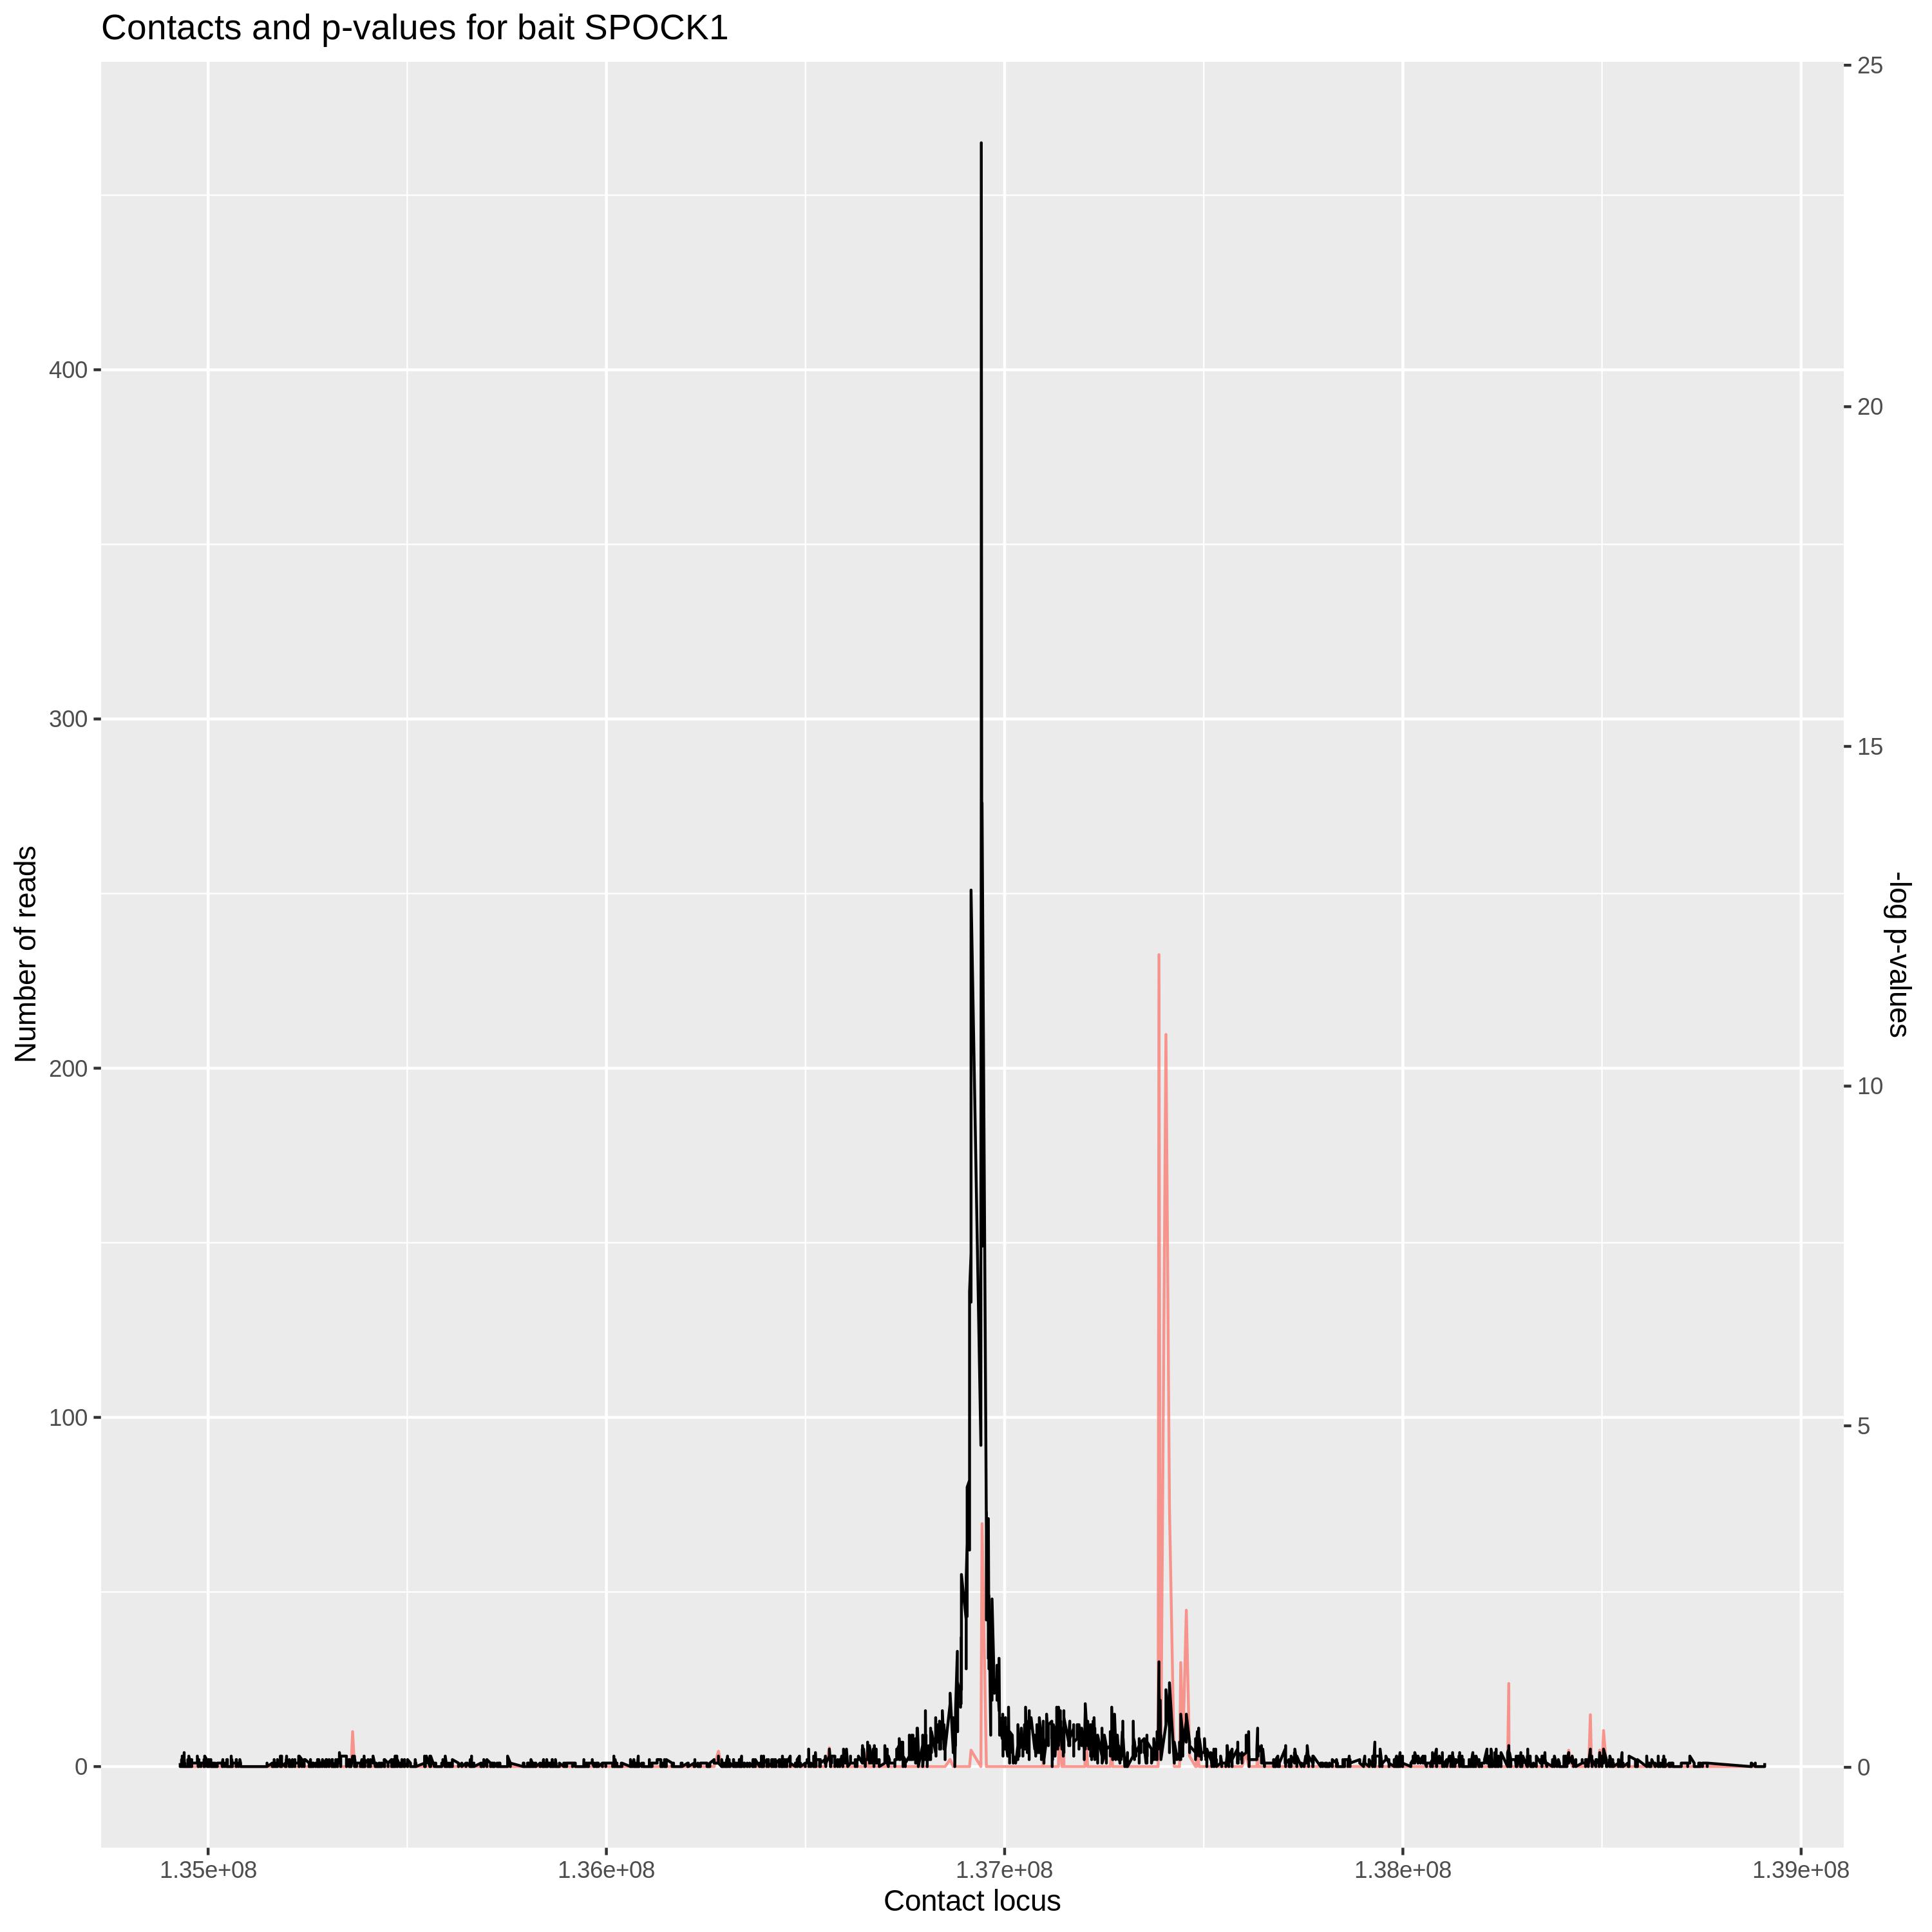 Contacts and p-values for bait SPOCK1
25
20
15
10
5
0
400
300
200
100
0
Number of reads
-log p-values
1.35e+08 1.36e+08 1.37e+08 1.38e+08 1.39e+08
Contact locus